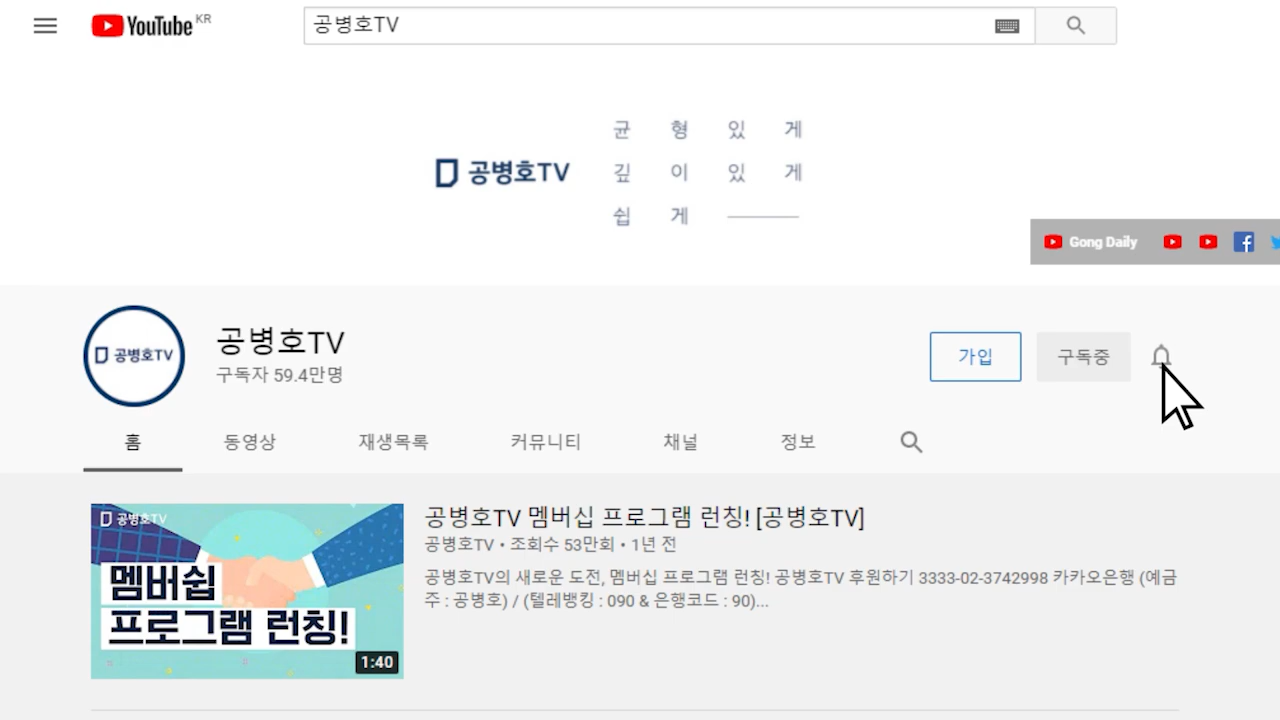 YouTube KR
공병호TV
공병호TV
균 형 있 게
깊 이 있 게
쉽 게
Gong Daily
공병호TV
공병호TV
구독자 59.4만명
가입
구독중
홈 동영상 재생목록 커뮤니티 채널 정보
공병호TV
멤버쉽
프로그램 런칭!
1:40
공병호TV 멤버십 프로그램 런칭! [공병호TV]
공병호TV • 조회수 53만회 • 1년 전
공병호TV의 새로운 도전, 멤버십 프로그램 런칭! 공병호TV 후원하기 3333-02-3742998 카카오은행 (예금
주 : 공병호) / (텔레뱅킹 : 090 & 은행코드 : 90)...